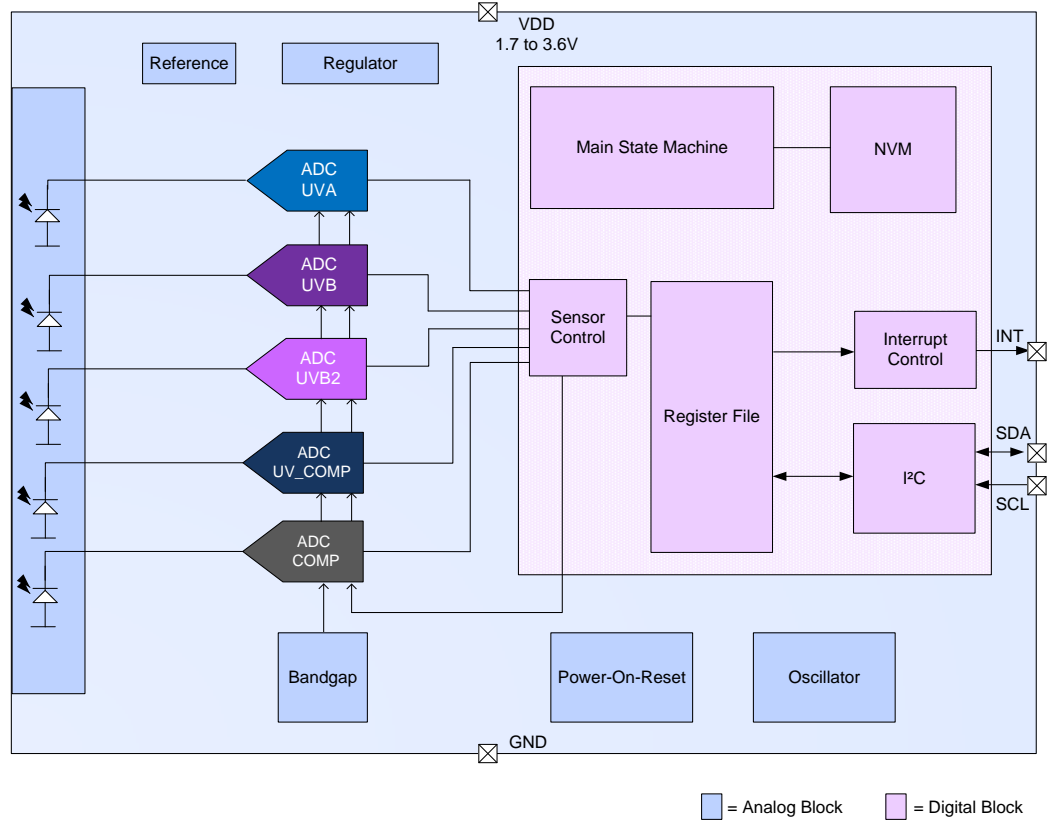 VDD
1.7 to 3.6V
Reference
Regulator
Main State Machine
NVM
ADC
UVA
ADC
UVB
ADC
UVB2
ADC
UV_COMP
ADC
COMP
Sensor
Control
Register File
Interrupt
Control
INT
I²C
SDA
SCL
Bandgap
Power-On-Reset
Oscillator
GND
= Analog Block
= Digital Block